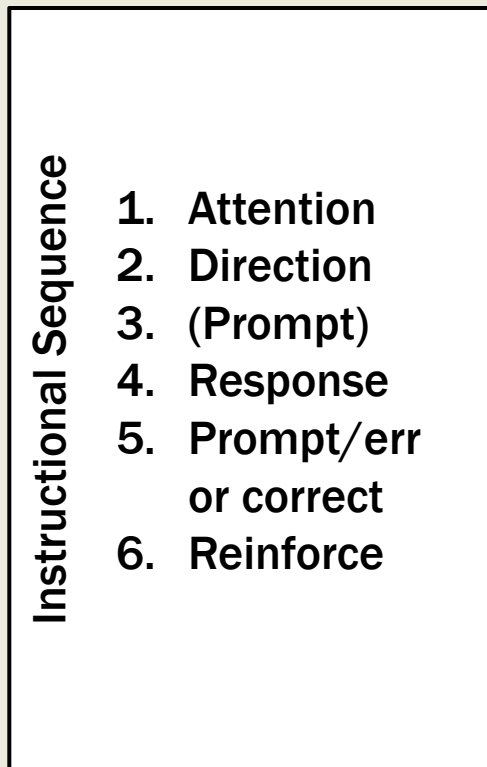 Instructional Sequence
1. Attention
2. Direction
3. (Prompt)
4. Response
5. Prompt/err
or correct
6. Reinforce